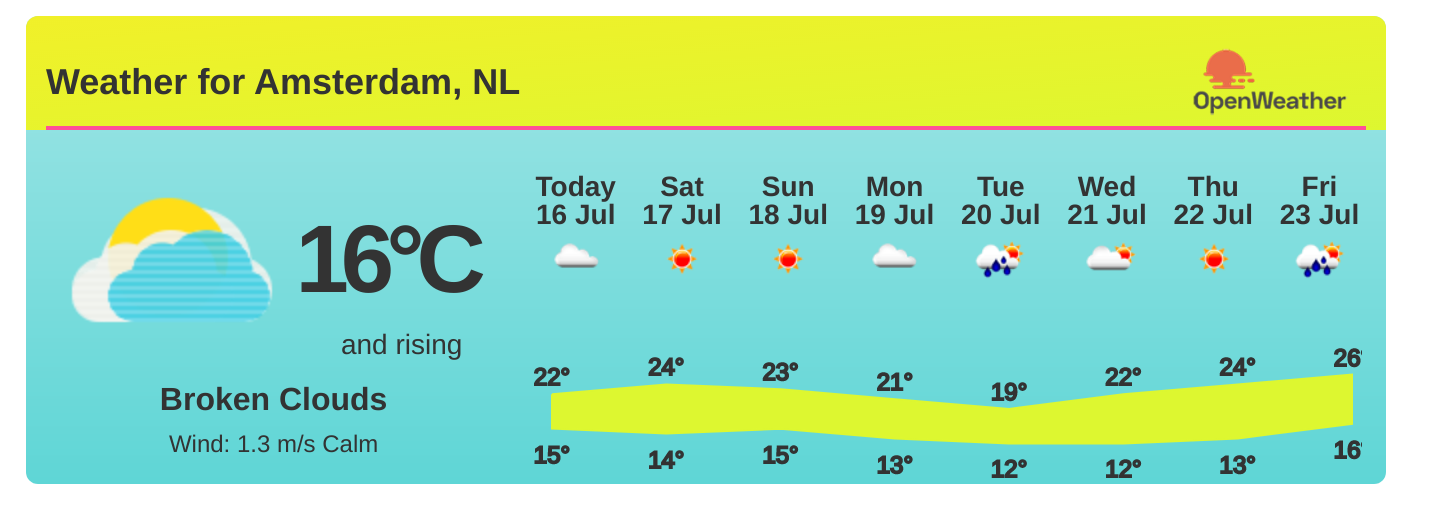 Weather for Amsterdam, NL
OpenWeather
16°C
and rising
Broken Clouds
Wind: 1.3 m/s Calm
Today Sat Sun Mon Tue Wed Thu Fri
16 Jul 17 Jul 18 Jul 19 Jul 20 Jul 21 Jul 22 Jul 23 Jul
22° 24° 23° 21° 19° 22° 24° 26°
15° 14° 15° 13° 12° 12° 13° 16°